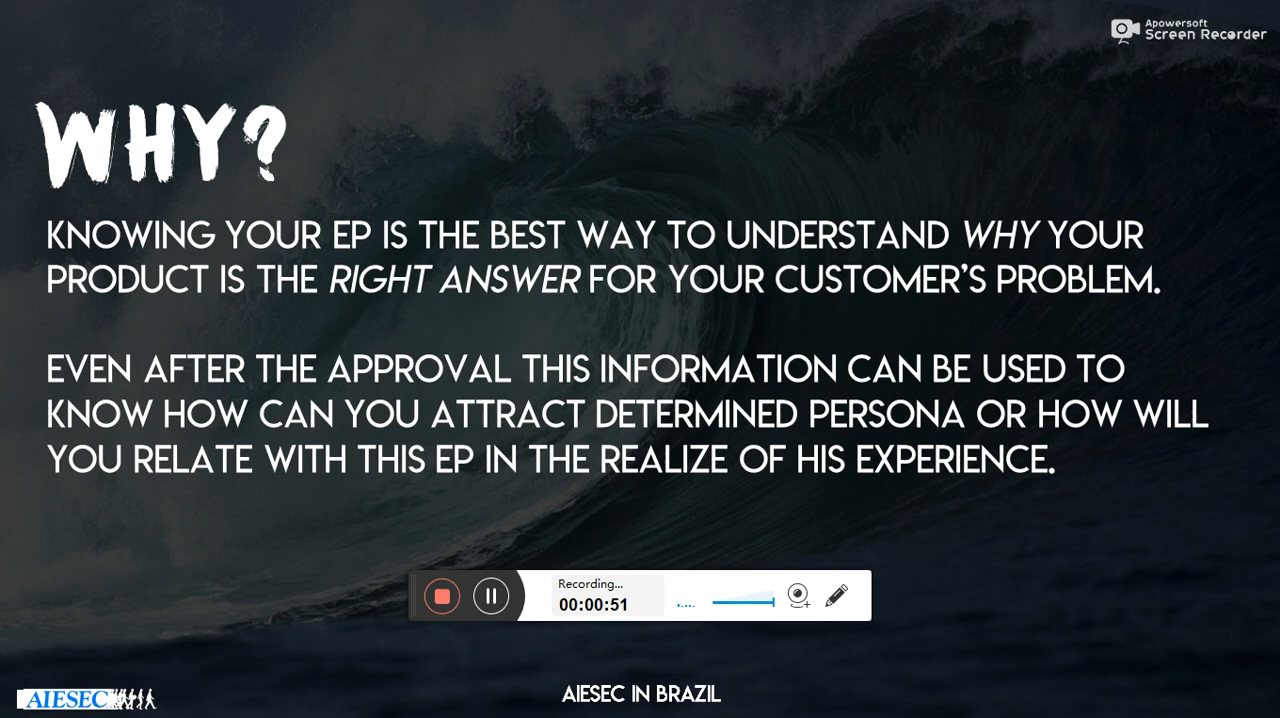 Apowersoft
Screen Recorder
WHY?
KNOWING YOUR EP IS THE BEST WAY TO UNDERSTAND WHY YOUR
PRODUCT IS THE RIGHT ANSWER FOR YOUR CUSTOMER'S PROBLEM.
EVEN AFTER THE APPROVAL THIS INFORMATION CAN BE USED TO
KNOW HOW CAN YOU ATTRACT DETERMINED PERSONA OR HOW WILL
YOU RELATE WITH THIS EP IN THE REALIZE OF HIS EXPERIENCE.
Recording...
00:00:51
AIESEC
AIESEC IN BRAZIL